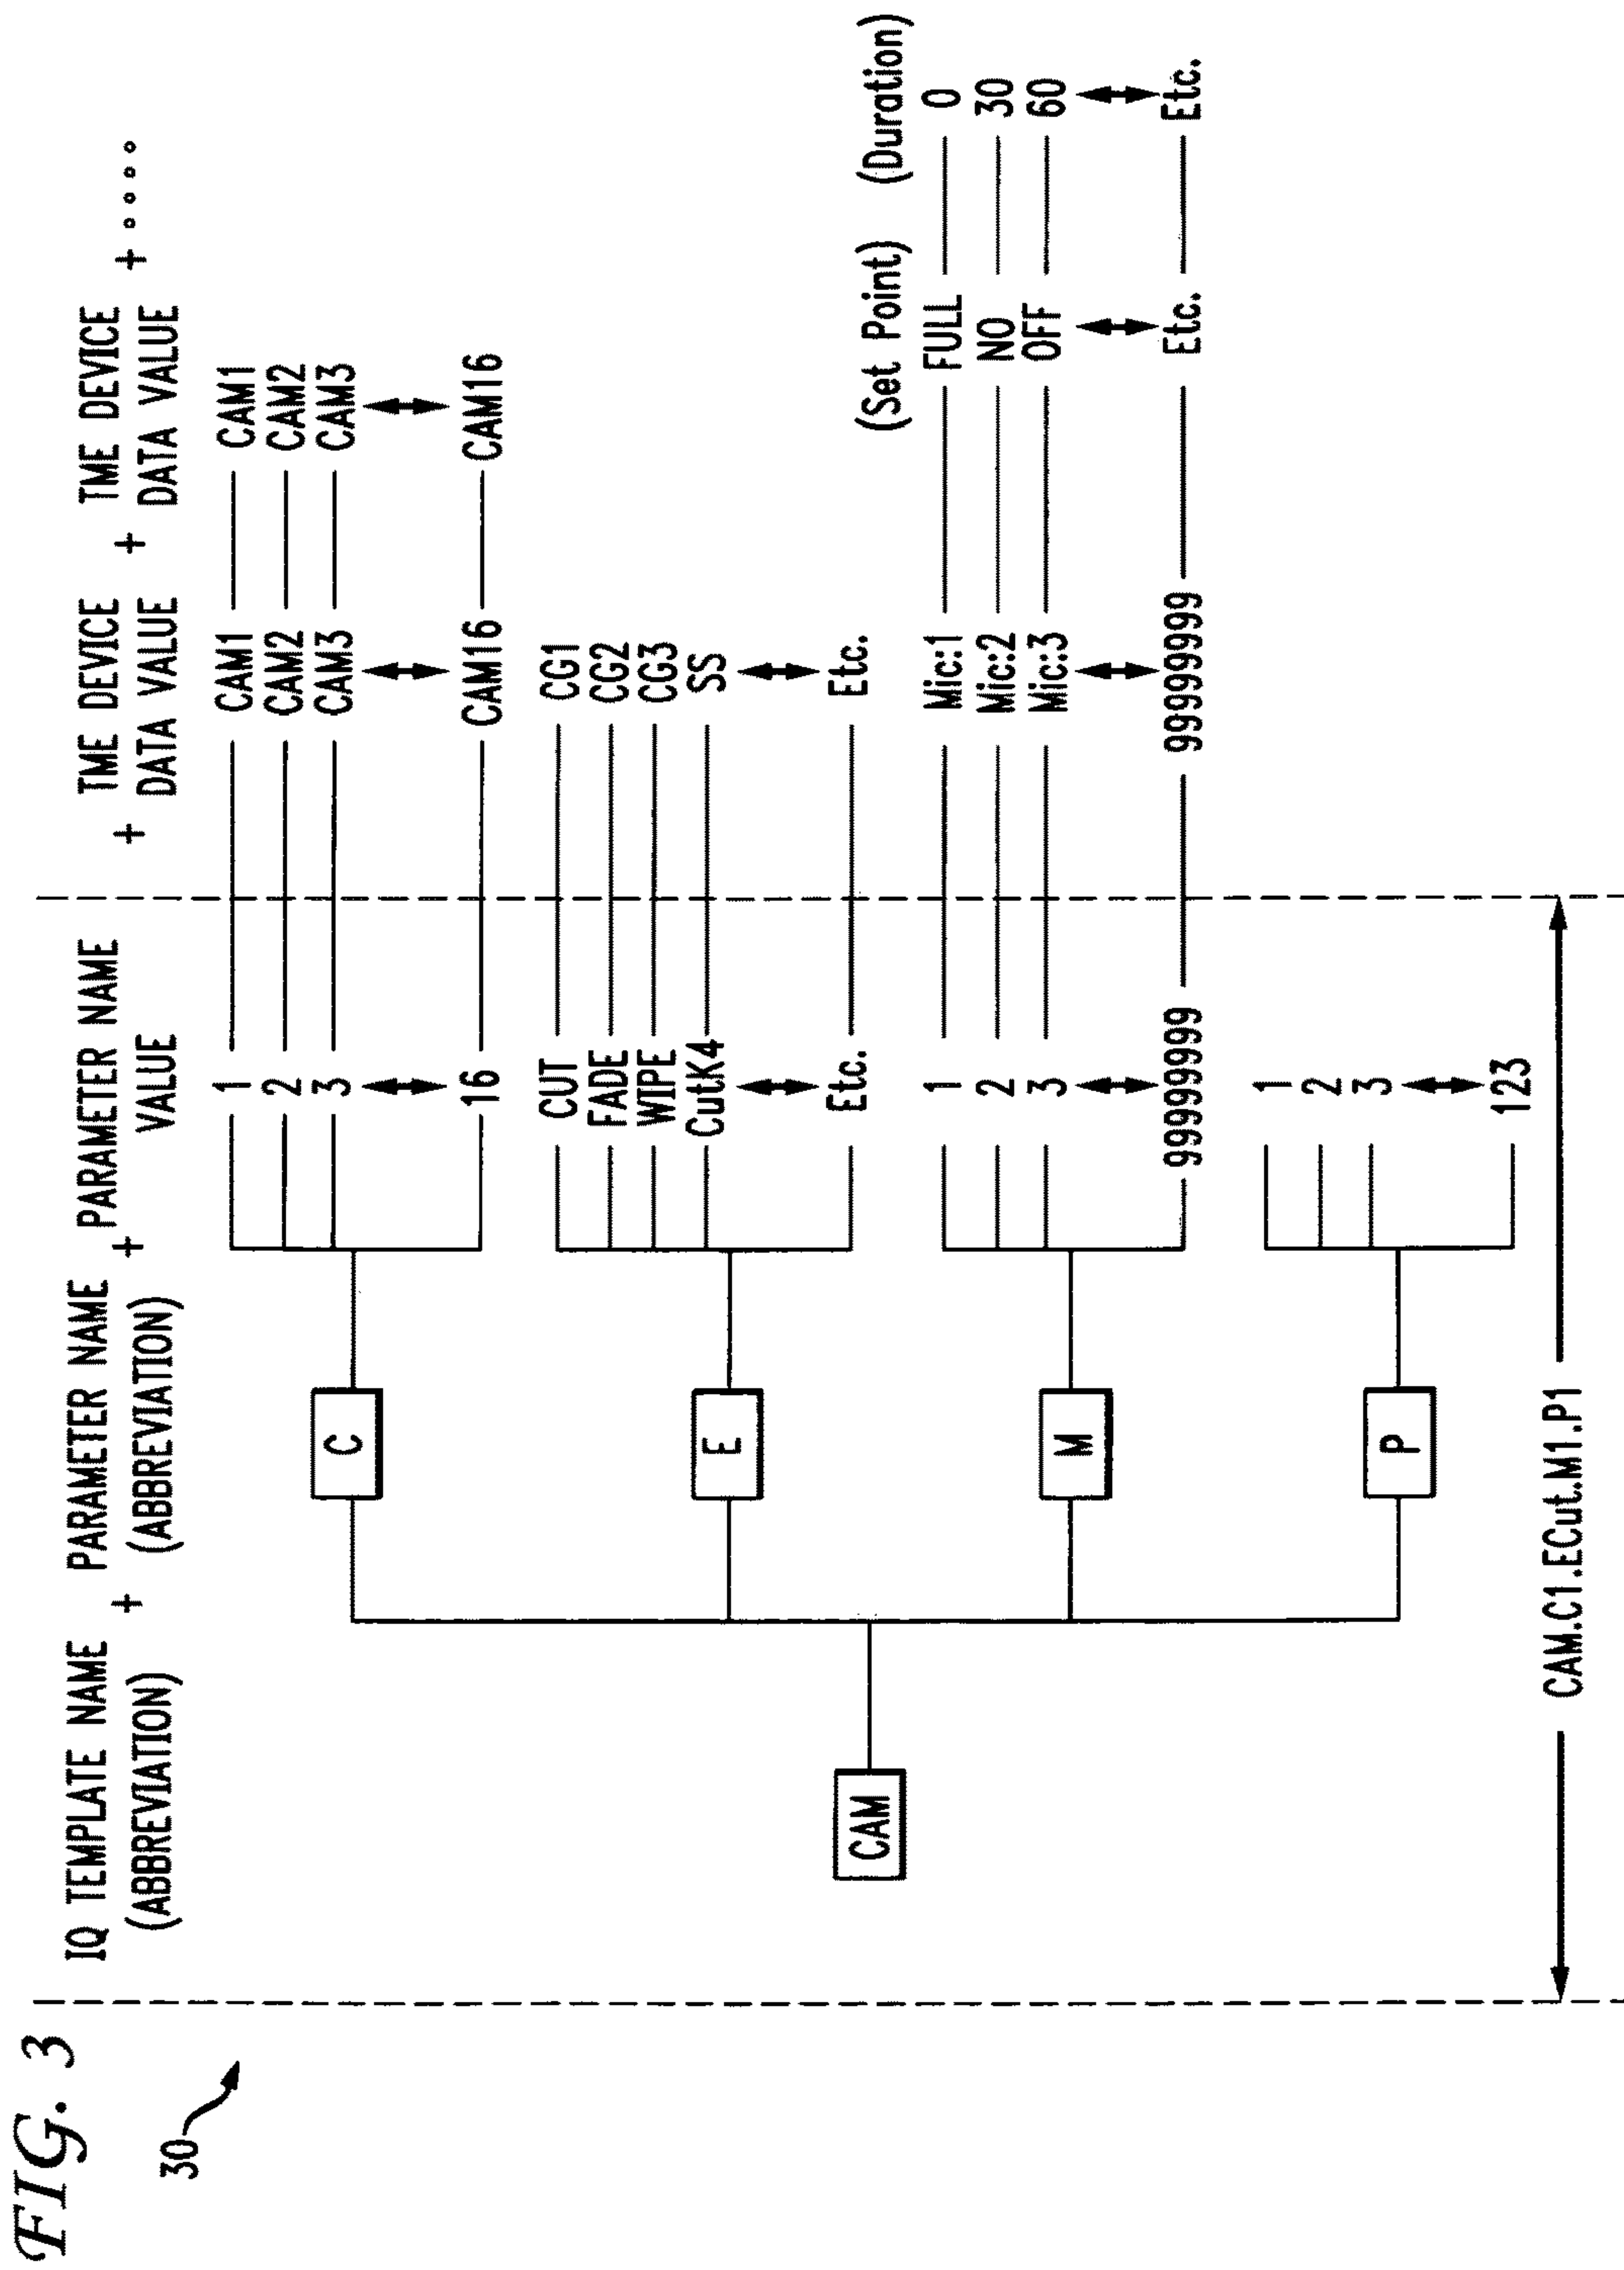 FIG. 3
30
IQ TEMPLATE NAME + PARAMETER NAME + PARAMETER NAME + TME DEVICE + TME DEVICE + ....
(ABBREVIATION) (ABBREVIATION) VALUE DATA VALUE DATA VALUE
1 CAM1 CAM1
2 CAM2 CAM2
C 3 CAM3 CAM3
16 CAM16 CAM16
CUT CG1
FADE CG2
WIPE CG3
E CutK4 SS
CAM Etc. Etc.
(Set Point) (Duration)
1 Mic:1 FULL 0
2 Mic:2 NO 30
M 3 Mic:3 OFF 60
99999999 99999999 Etc. Etc.
1
2
P 3
123
CAM.C1.ECut.M1.P1